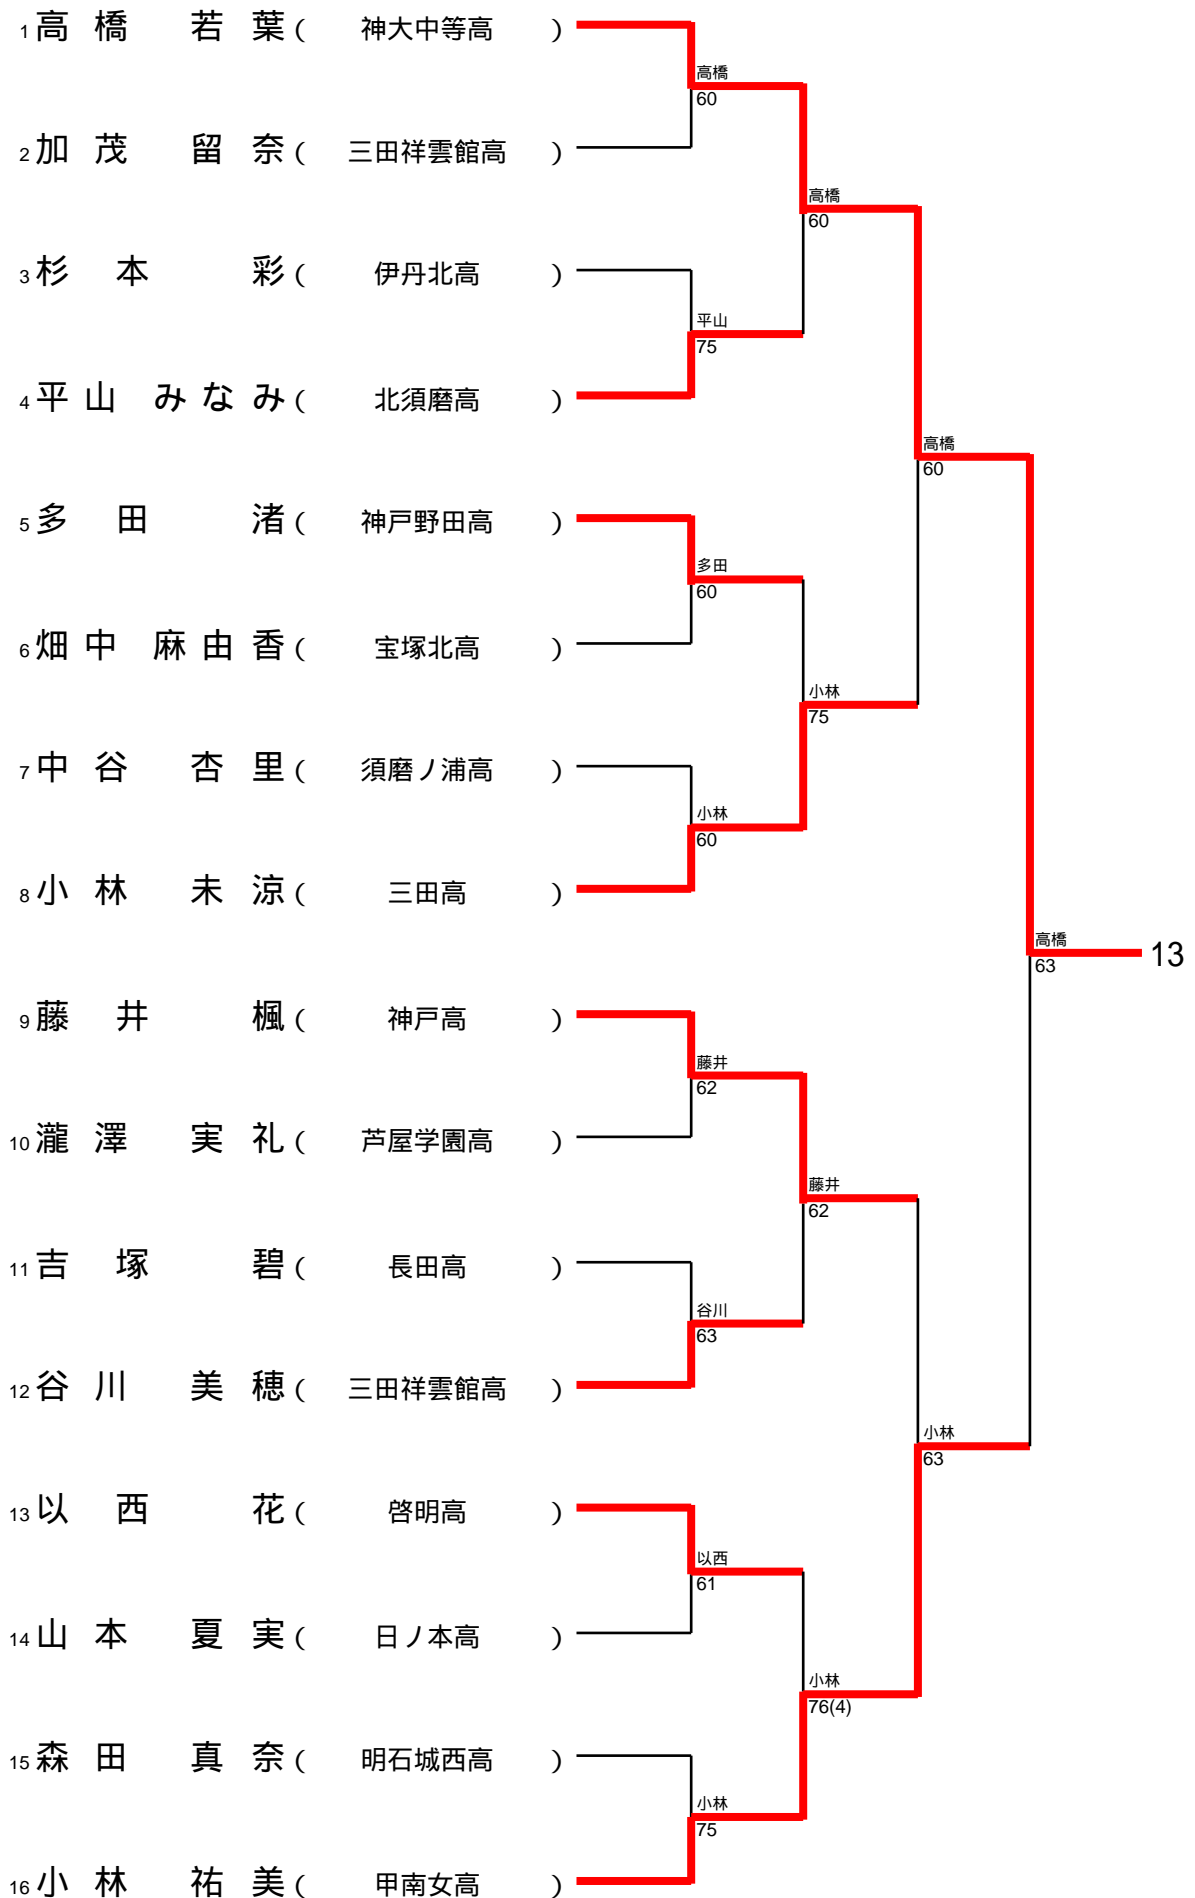 1 高橋 若葉 ( 神大中等高 )
高橋
60
2 加茂 留奈 ( 三田祥雲館高 )
高橋
60
3 杉本 彩 ( 伊丹北高 )
平山
75
4 平山 みなみ ( 北須磨高 )
高橋
60
5 多田 渚 ( 神戸野田高 )
多田
60
6 畑中 麻由香 ( 宝塚北高 )
小林
75
7 中谷 杏里 ( 須磨ノ浦高 )
小林
60
8 小林 未涼 ( 三田高 )
高橋
63
13
9 藤井 楓 ( 神戸高 )
藤井
62
10 瀧澤 実礼 ( 芦屋学園高 )
藤井
62
11 吉塚 碧 ( 長田高 )
谷川
63
12 谷川 美穂 ( 三田祥雲館高 )
小林
63
13 以西 花 ( 啓明高 )
以西
61
14 山本 夏実 ( 日ノ本高 )
小林
76(4)
15 森田 真奈 ( 明石城西高 )
小林
75
16 小林 祐美 ( 甲南女高 )